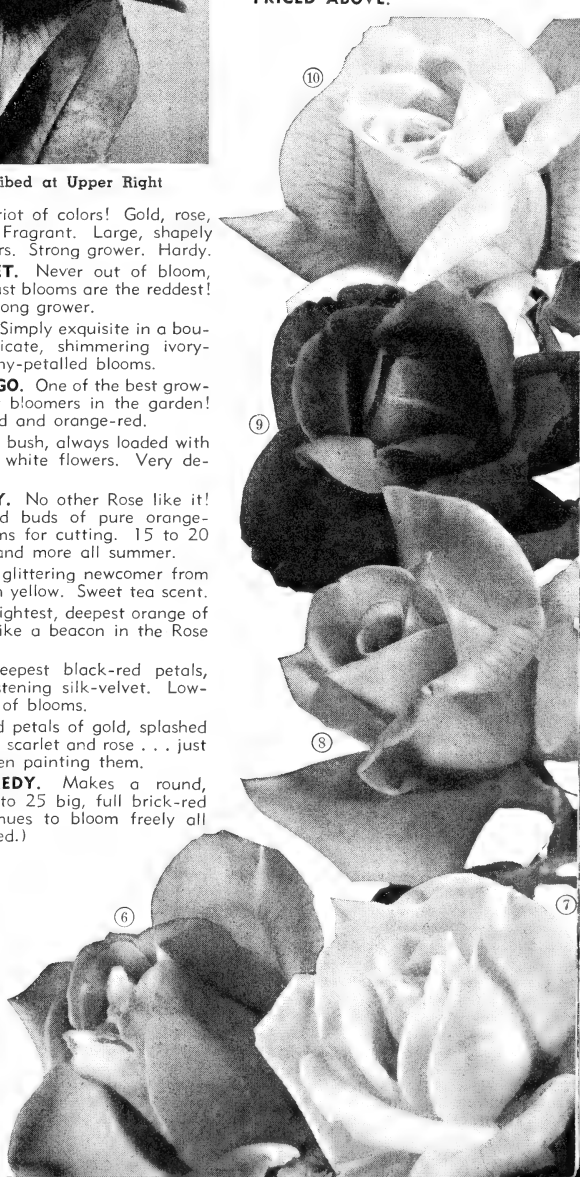 PRICED ABOVE.
10
ibed at Upper Right
riot of colors! Gold, rose,
Fragrant. Large, shapely
rs. Strong grower. Hardy.
ET. Never out of bloom,
ast blooms are the reddest!
ong grower.
Simply exquisite in a bou-
icate, shimmering ivory-
ny-petalled blooms.
GO. One of the best grow-
bloomers in the garden!
d and orange-red.
bush, always loaded with
white flowers. Very de-
Y. No other Rose like it!
d buds of pure orange-
ms for cutting. 15 to 20
and more all summer.
glittering newcomer from
n yellow. Sweet tea scent.
ightest, deepest orange of
ike a beacon in the Rose
eepest black-red petals,
stening silk-velvet. Low-
of blooms.
d petals of gold, splashed
scarlet and rose . . . just
en painting them.
EDY. Makes a round,
to 25 big, full brick-red
nues to bloom freely all
ed.)
9
8
6
7